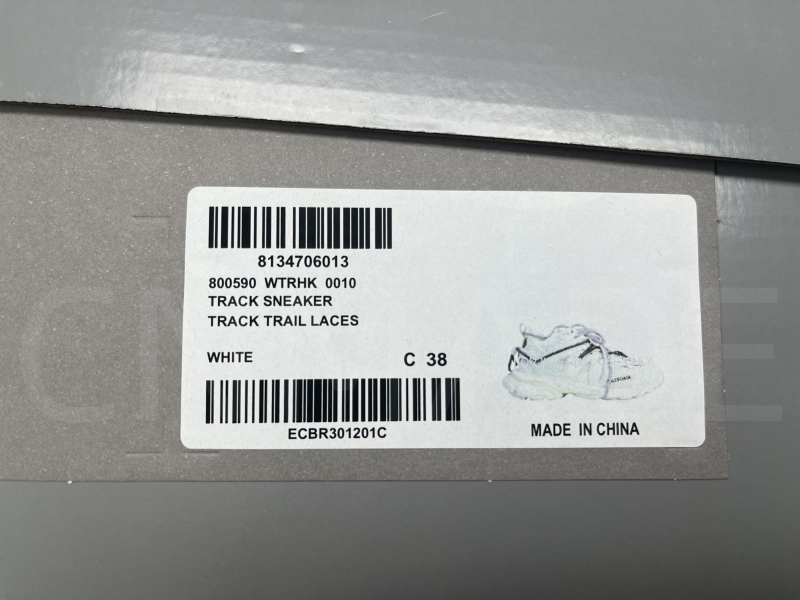 8134706013
800590 WTRHK 0010
TRACK SNEAKER
TRACK TRAIL LACES
WHITE C 38
ECBR301201C
MADE IN CHINA